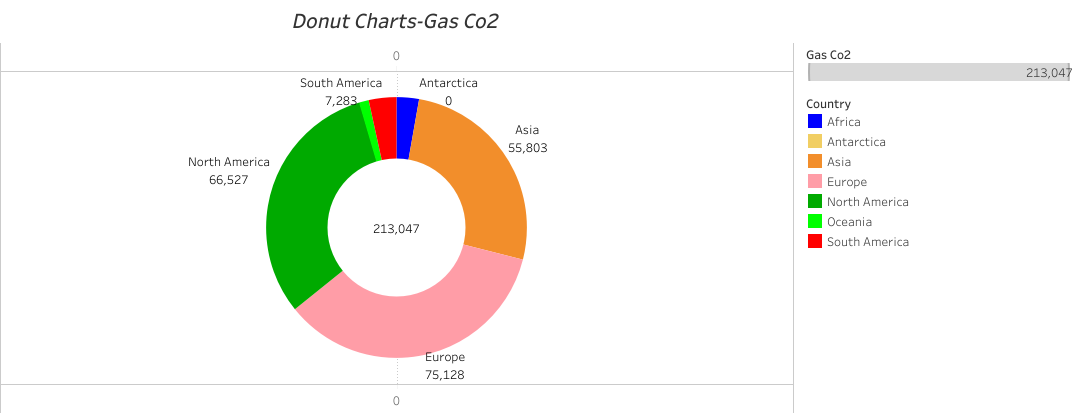 Donut Charts-Gas Co2
0
South America
7,283
Antarctica
0
Asia
55,803
North America
66,527
213,047
Europe
75,128
0
Gas Co2
213,047
Country
Africa
Antarctica
Asia
Europe
North America
Oceania
South America